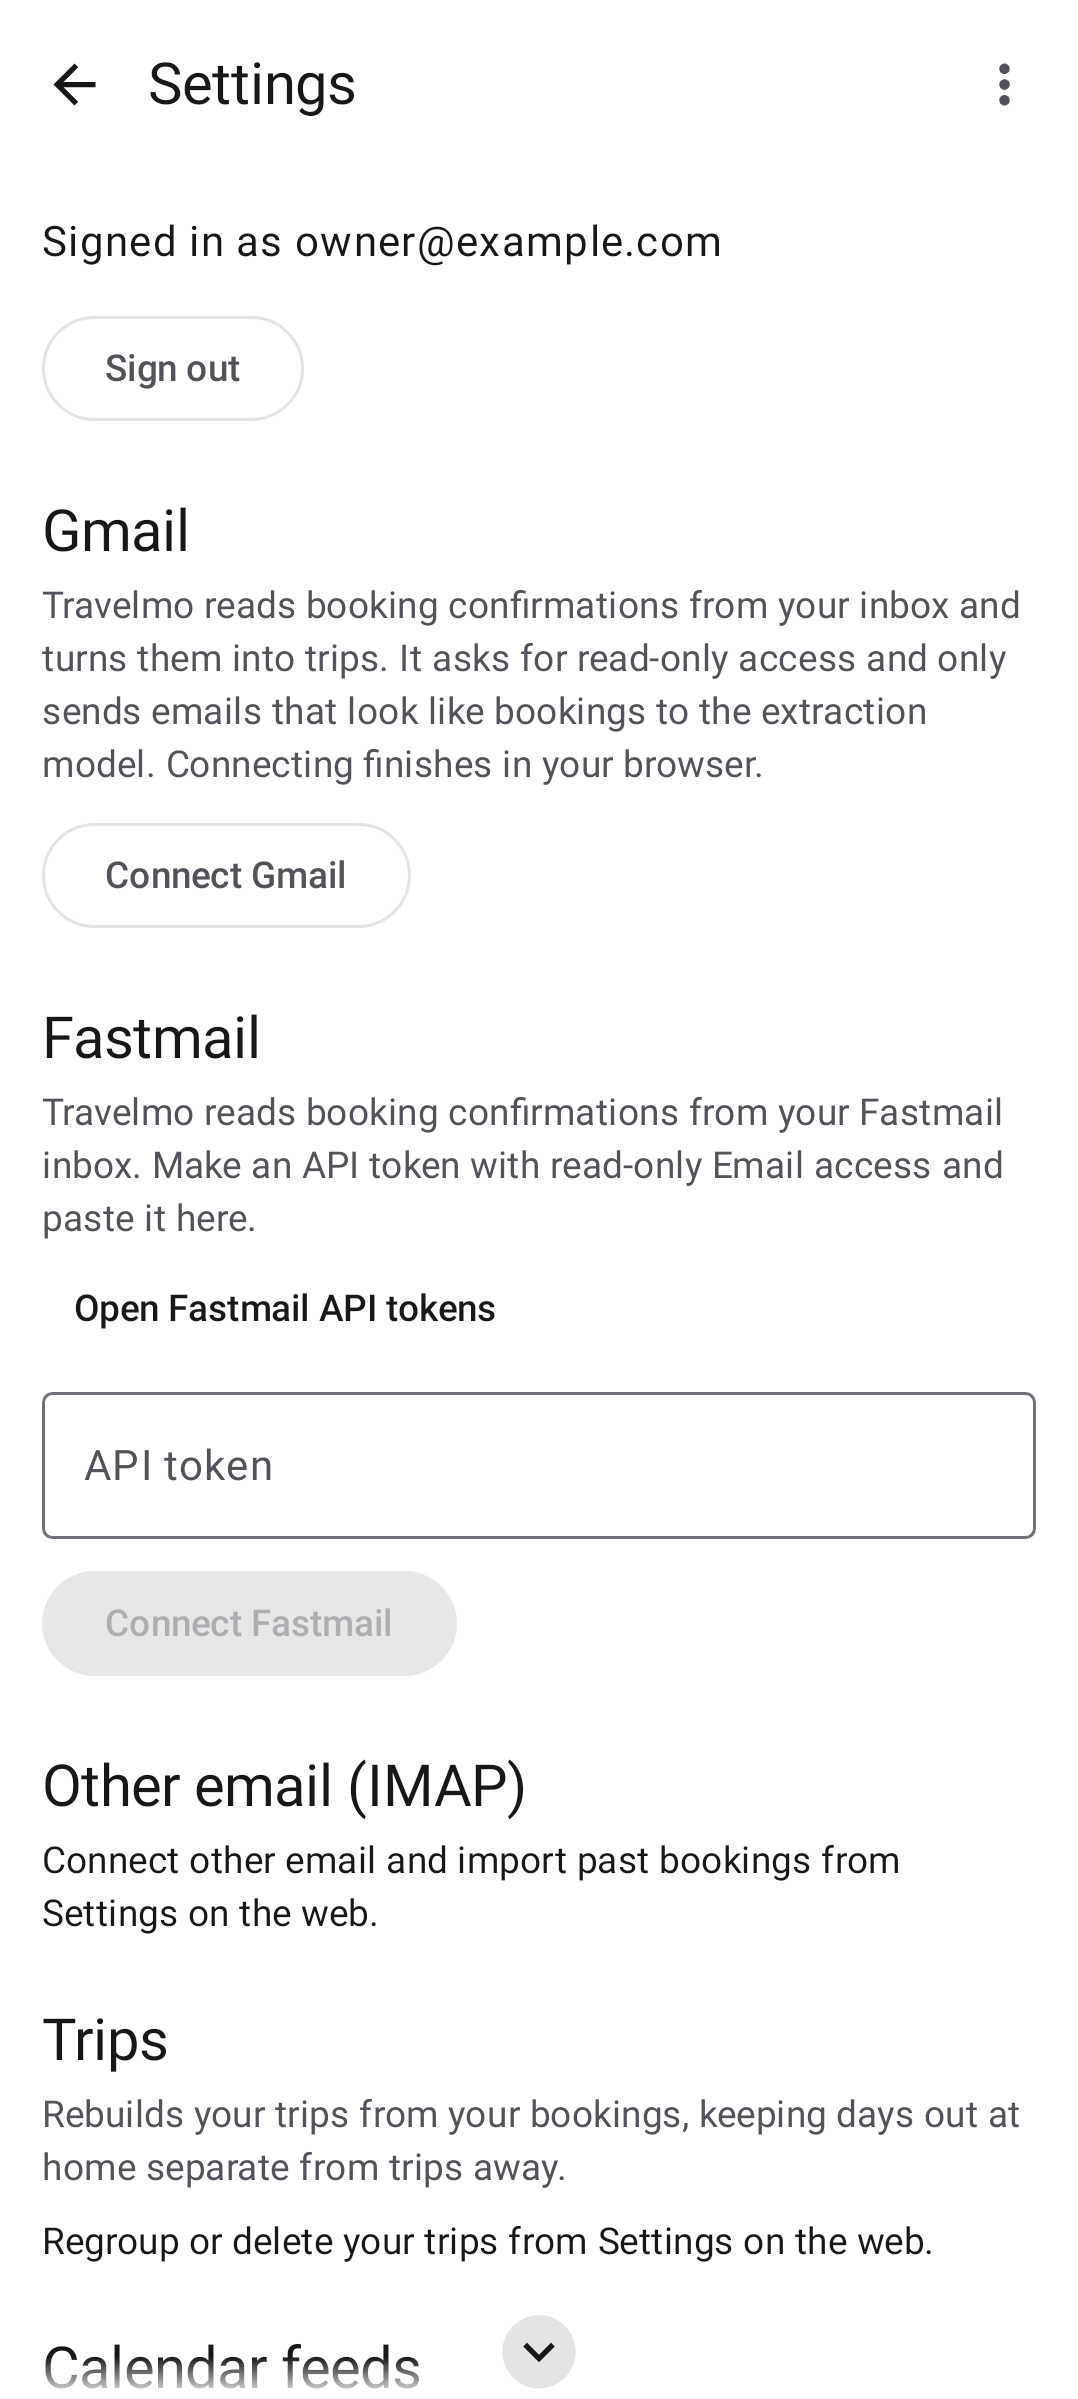 Settings
Signed in as owner@example.com
Sign out
Gmail
Travelmo reads booking confirmations from your inbox and
turns them into trips. It asks for read-only access and only
sends emails that look like bookings to the extraction
model. Connecting finishes in your browser.
Connect Gmail
Fastmail
Travelmo reads booking confirmations from your Fastmail
inbox. Make an API token with read-only Email access and
paste it here.
Open Fastmail API tokens
API token
Connect Fastmail
Other email (IMAP)
Connect other email and import past bookings from
Settings on the web.
Trips
Rebuilds your trips from your bookings, keeping days out at
home separate from trips away.
Regroup or delete your trips from Settings on the web.
Calendar feeds